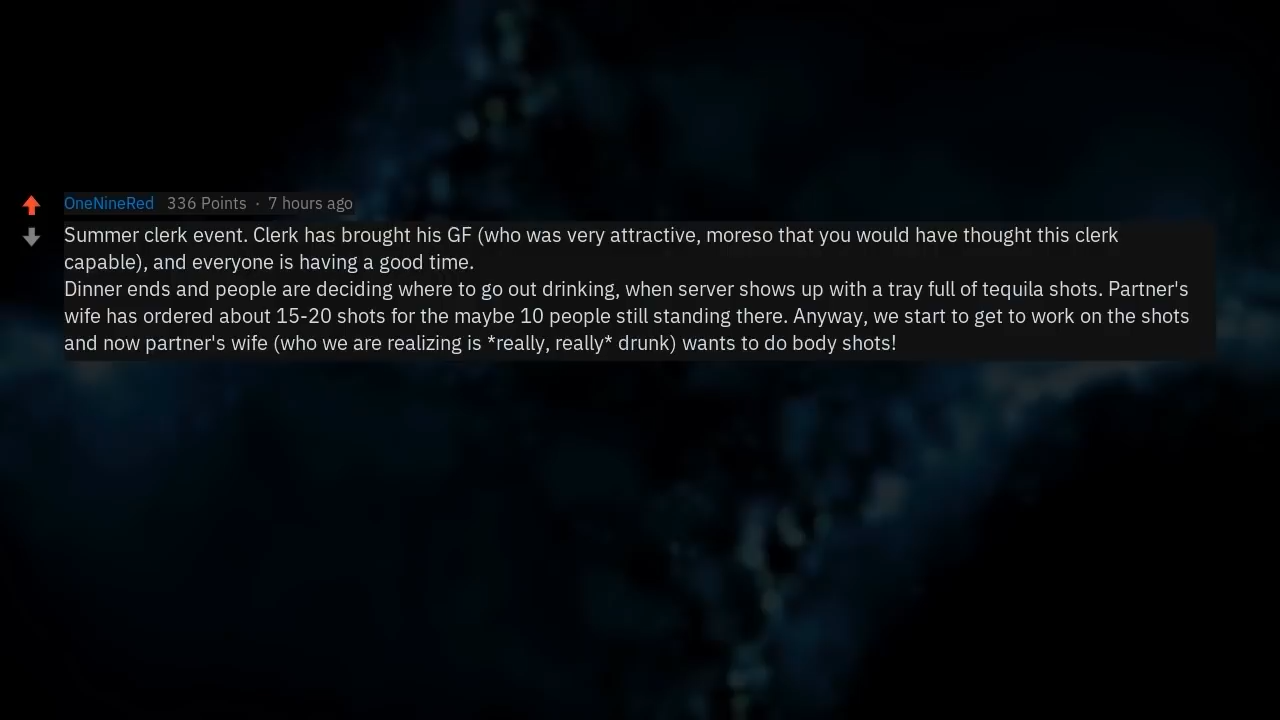 OneNineRed 336 Points · 7 hours ago
Summer clerk event. Clerk has brought his GF (who was very attractive, moreso that you would have thought this clerk
capable), and everyone is having a good time.
Dinner ends and people are deciding where to go out drinking, when server shows up with a tray full of tequila shots. Partner's
wife has ordered about 15-20 shots for the maybe 10 people still standing there. Anyway, we start to get to work on the shots
and now partner's wife (who we are realizing is *really, really* drunk) wants to do body shots!